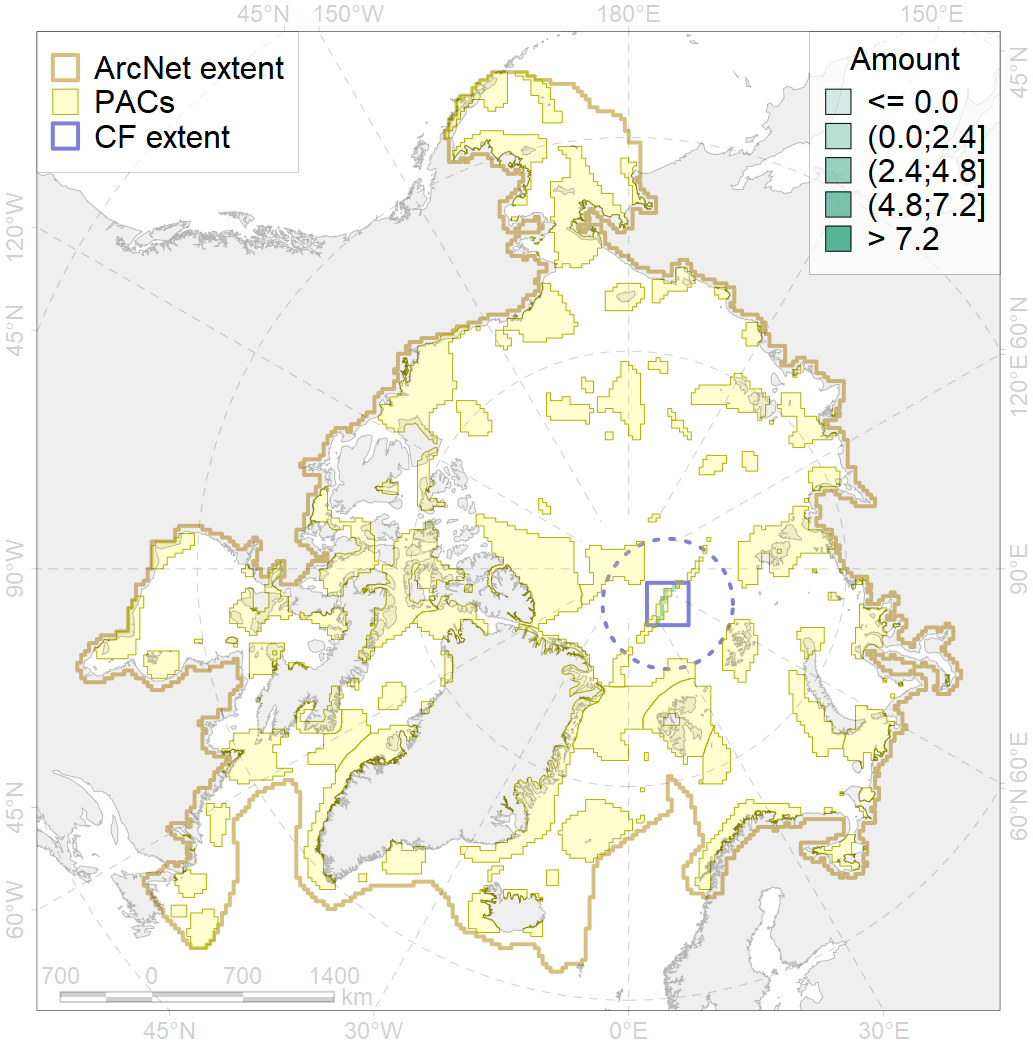 45°N 150°W 180°E 150°E
ArcNet extent
PACs
CF extent
Amount
<= 0.0
(0.0;2.4]
(2.4;4.8]
(4.8;7.2]
> 7.2
45°N
120°W
45°N
90°W
45°N
60°W
60°N
120°E
90°E
60°E
60°N
700 0 700 1400
km
45°N 30°W 0°E 30°E